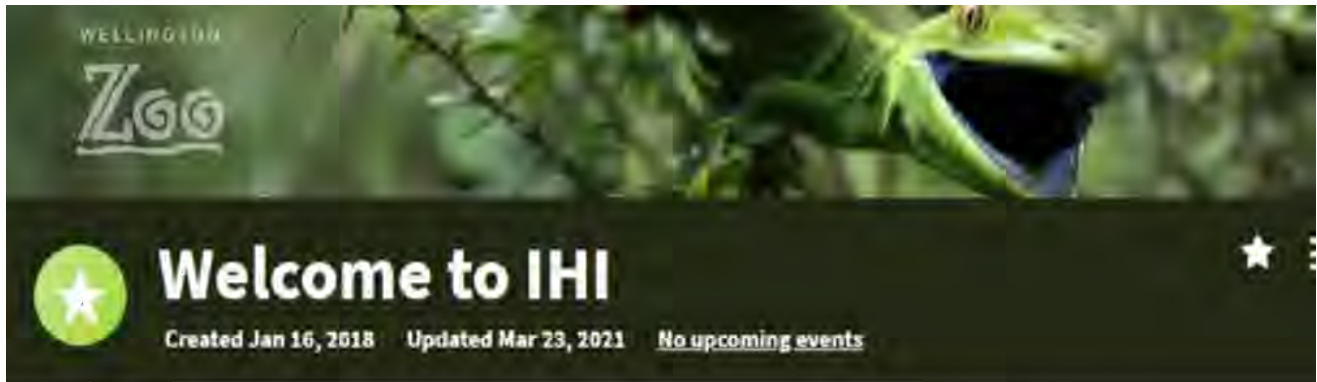 WELLINGTON
Zoo
Welcome to IHI
Created Jan 16, 2018 Updated Mar 23, 2021 No upcoming events